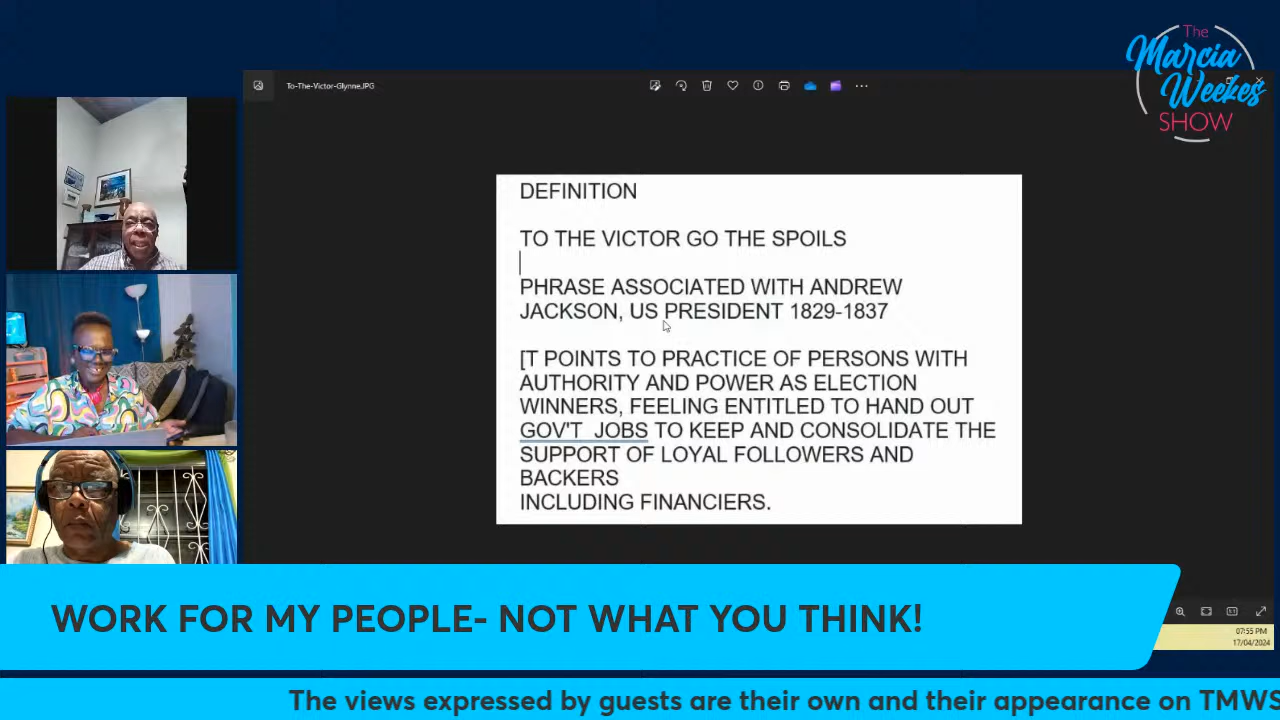 The
Marcia
Weekes
SHOW
To-The-Victor-Glynne.JPG
DEFINITION
TO THE VICTOR GO THE SPOILS
PHRASE ASSOCIATED WITH ANDREW
JACKSON, US PRESIDENT 1829-1837
[T POINTS TO PRACTICE OF PERSONS WITH
AUTHORITY AND POWER AS ELECTION
WINNERS, FEELING ENTITLED TO HAND OUT
GOV'T JOBS TO KEEP AND CONSOLIDATE THE
SUPPORT OF LOYAL FOLLOWERS AND
BACKERS
INCLUDING FINANCIERS.
WORK FOR MY PEOPLE- NOT WHAT YOU THINK!
07:55 PM
17/04/2024
The views expressed by guests are their own and their appearance on TMWS